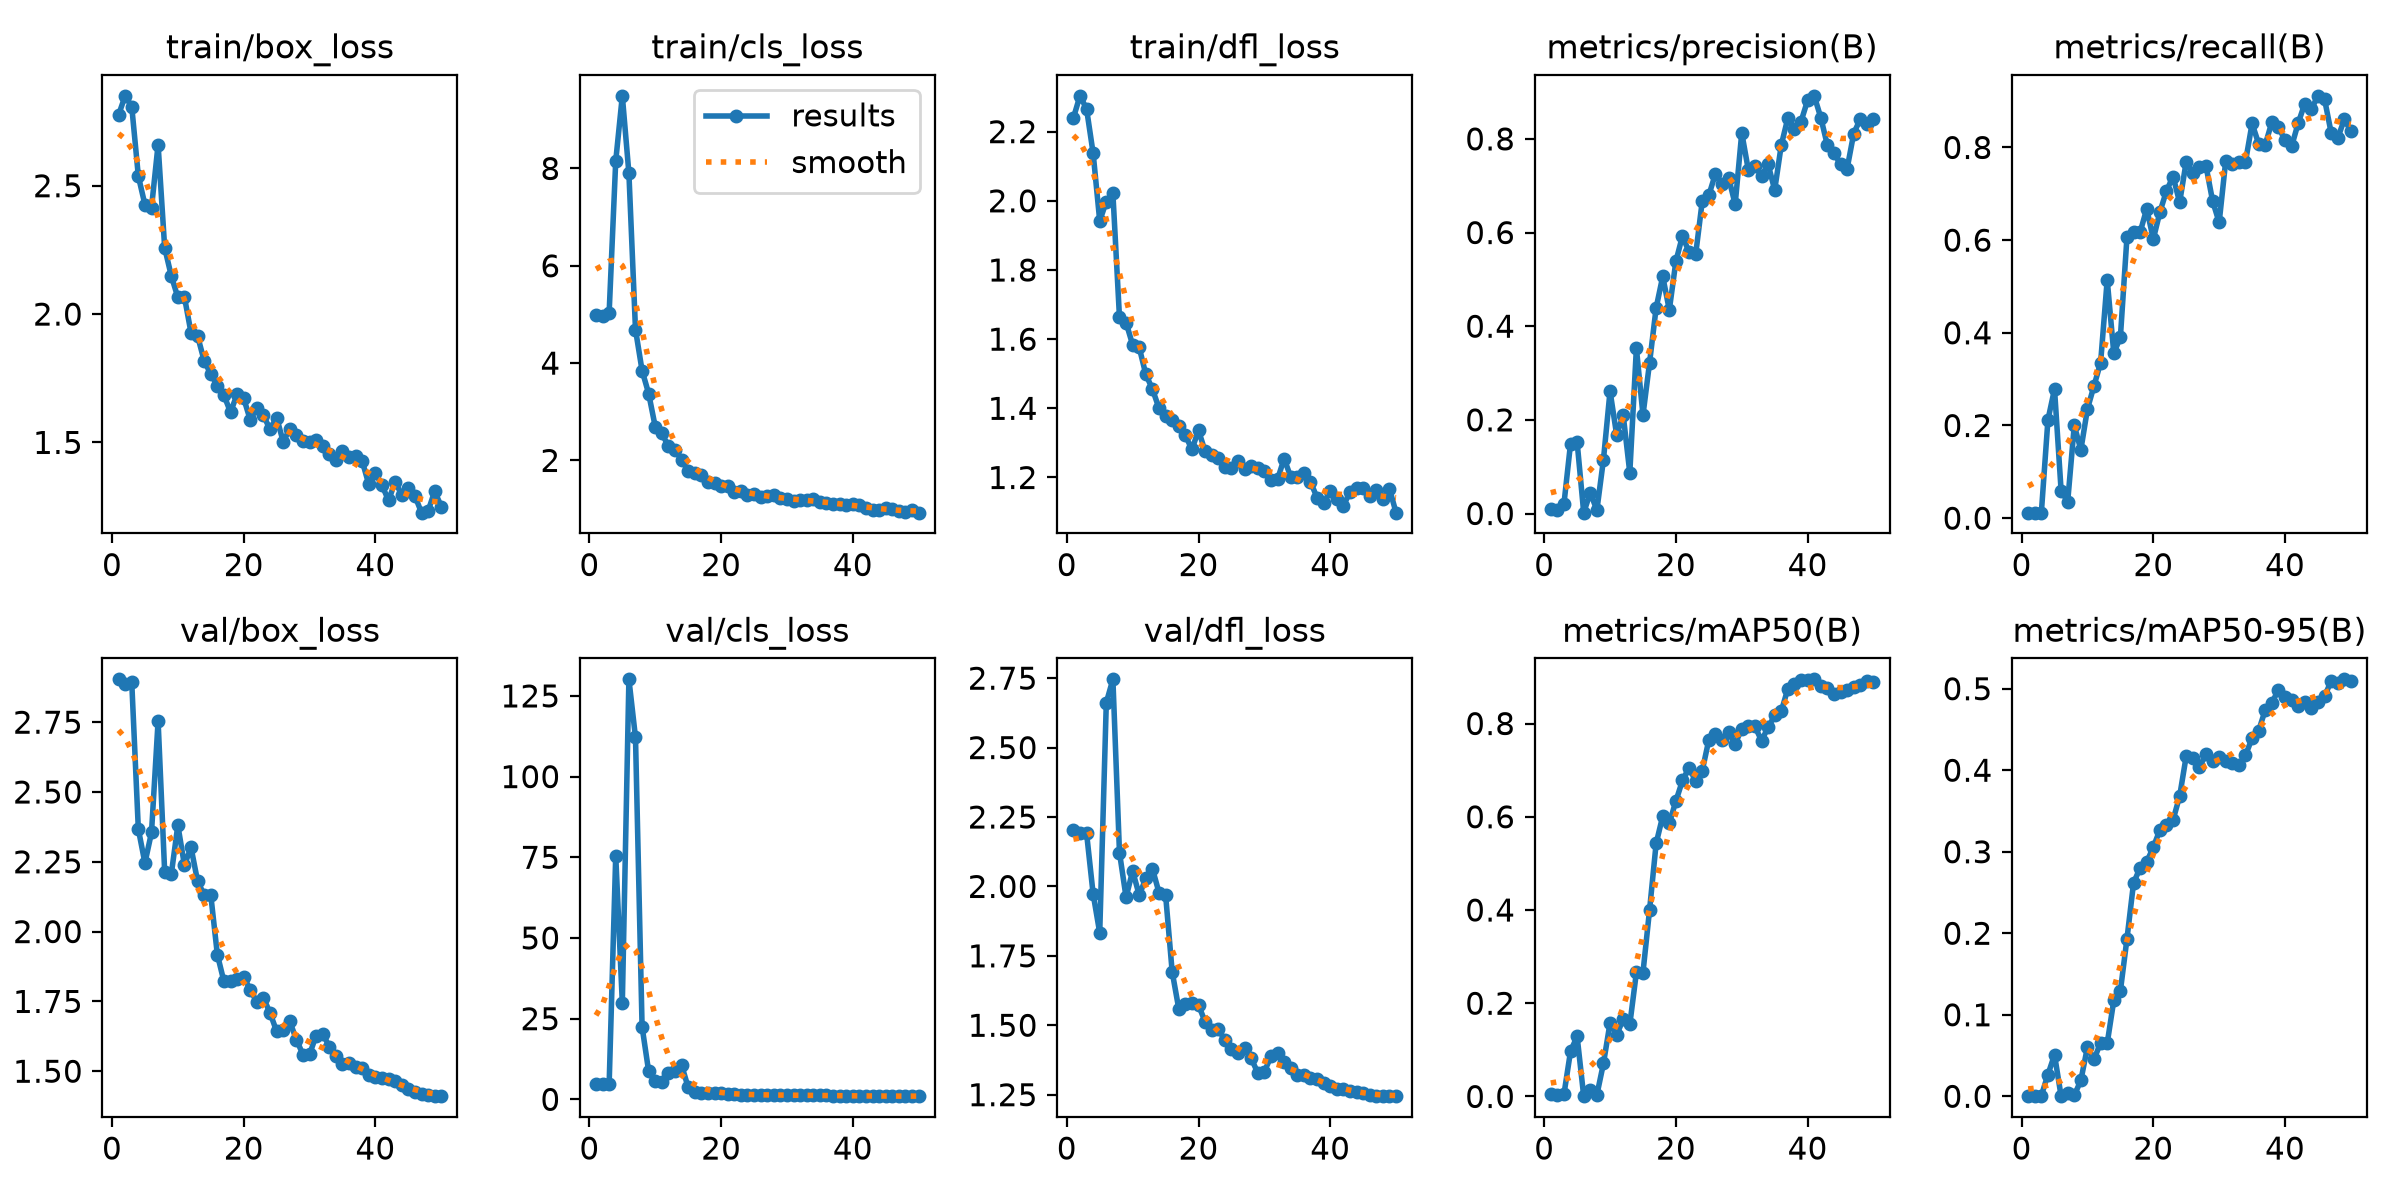 train/box_loss
train/cls_loss
train/dfl_loss
metrics/precision(B)
metrics/recall(B)
2.5
2.0
1.5
0 20 40
results
smooth
8
6
4
2
0 20 40
2.2
2.0
1.8
1.6
1.4
1.2
0 20 40
0.8
0.6
0.4
0.2
0.0
0 20 40
0.8
0.6
0.4
0.2
0.0
0 20 40
val/box_loss
val/cls_loss
val/dfl_loss
metrics/mAP50(B)
metrics/mAP50-95(B)
2.75
2.50
2.25
2.00
1.75
1.50
0 20 40
125
100
75
50
25
0
0 20 40
2.75
2.50
2.25
2.00
1.75
1.50
1.25
0 20 40
0.8
0.6
0.4
0.2
0.0
0 20 40
0.5
0.4
0.3
0.2
0.1
0.0
0 20 40